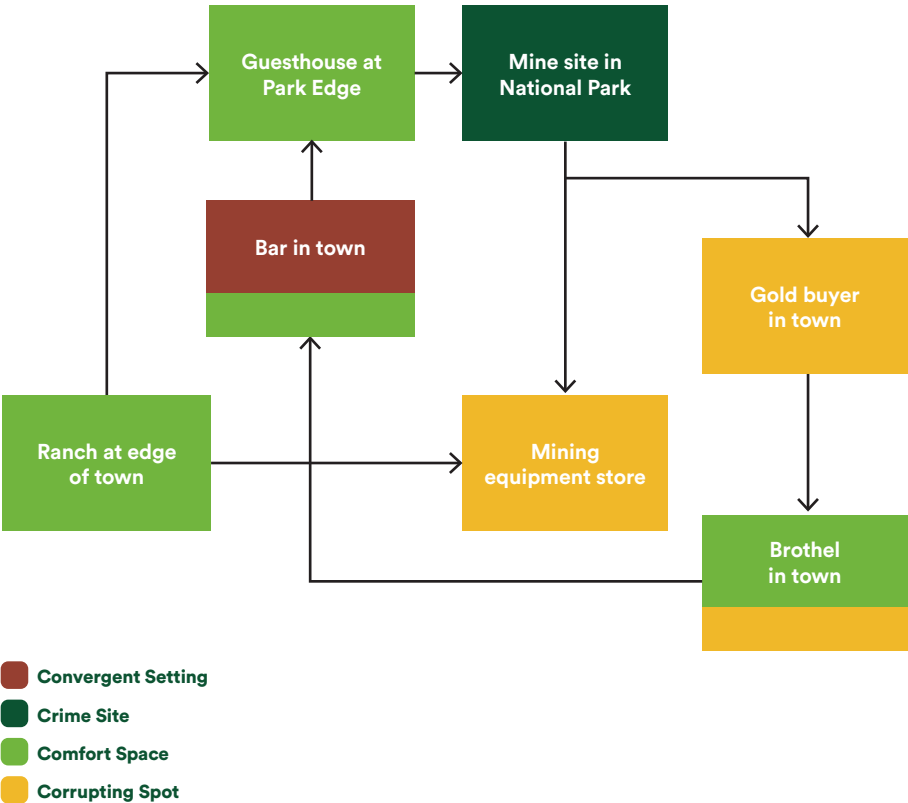 Guesthouse at
Park Edge
Mine site in
National Park
Bar in town
Gold buyer
in town
Ranch at edge
of town
Mining
equipment store
Brothel
in town
Convergent Setting
Crime Site
Comfort Space
Corrupting Spot